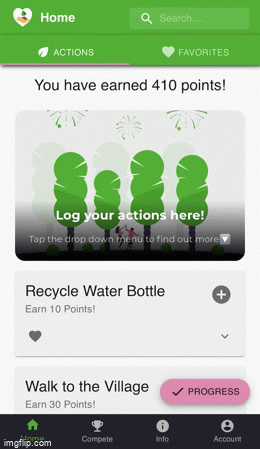 Home
Search…
ACTIONS
FAVORITES
You have earned 410 points!
Log your actions here!
Tap the drop down menu to find out more🔽
Recycle Water Bottle
Earn 10 Points!
Walk to the Village
Earn 30 Points!
PROGRESS
Home
Compete
Info
Account
imgflip.com